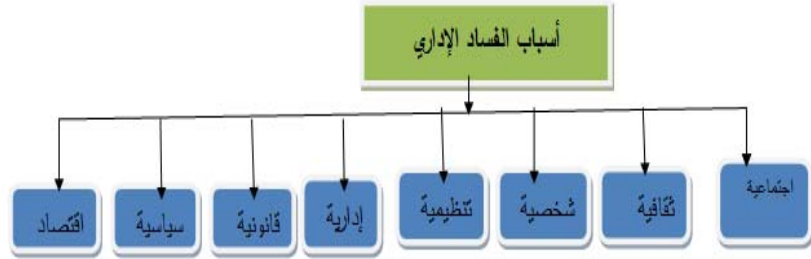 أسباب الفساد الإداري
اجتماعية
ثقافية
شخصية
تنظيمية
إدارية
قانونية
سياسية
اقتصاد